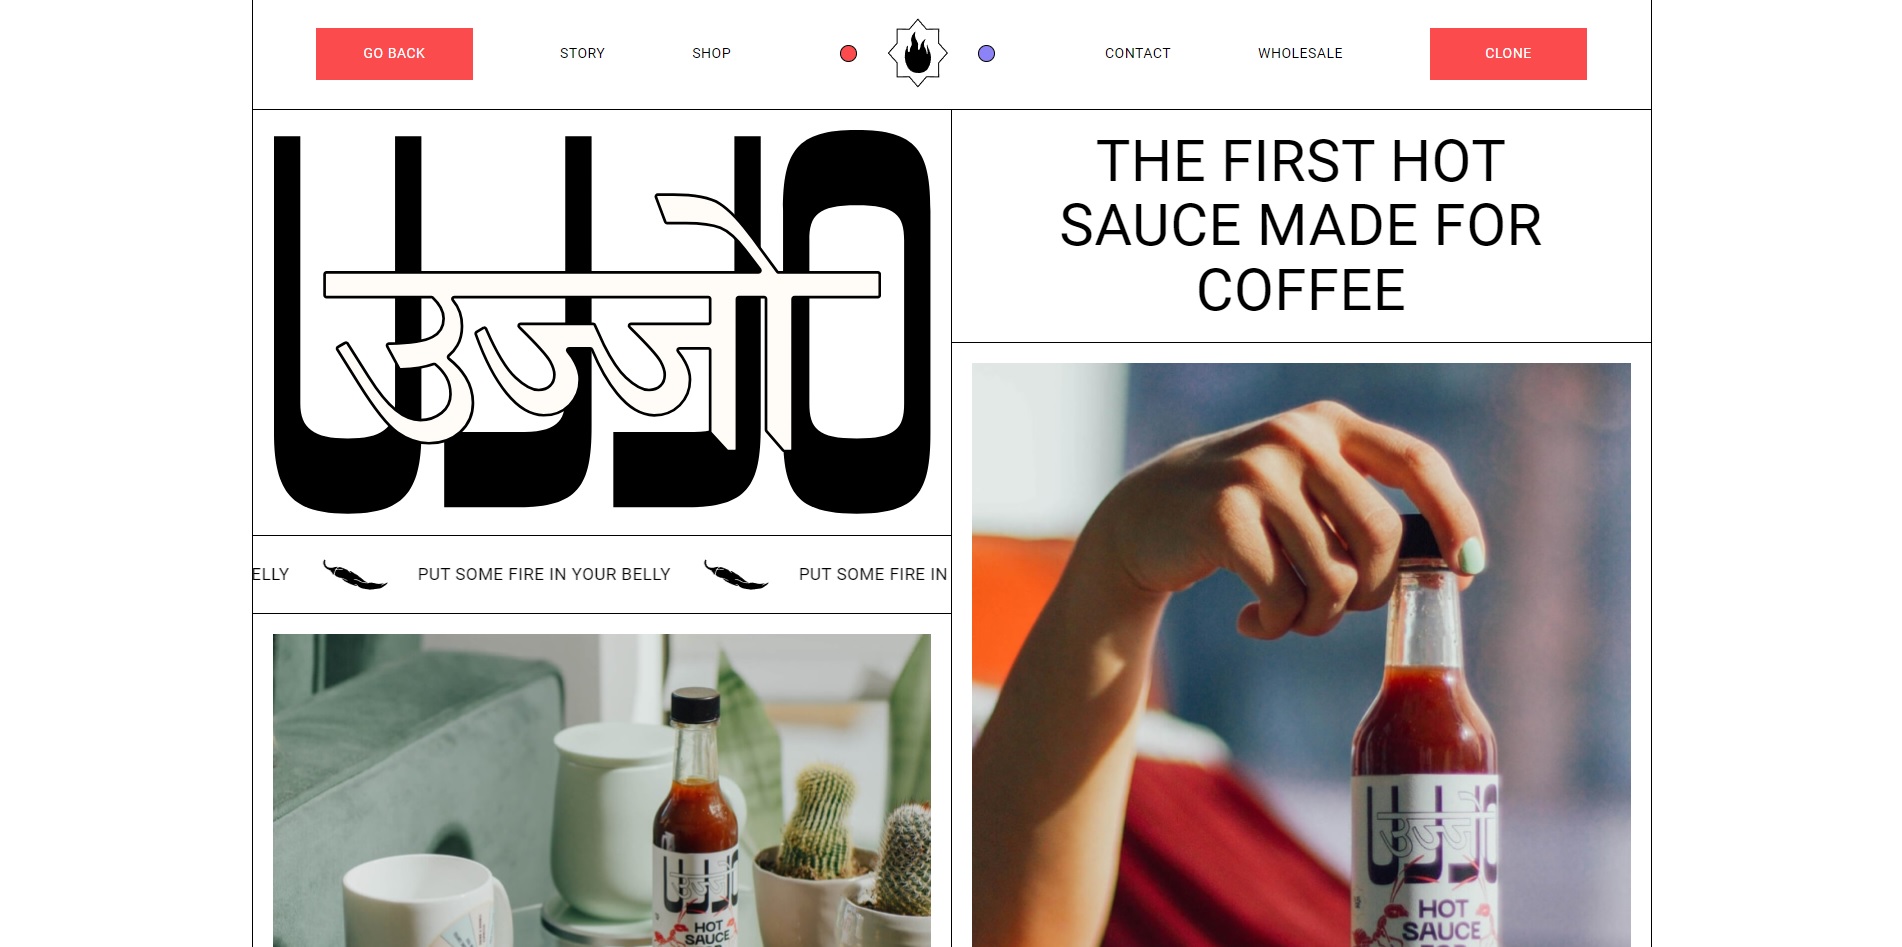 GO BACK
STORY
SHOP
CONTACT
WHOLESALE
CLONE
UJJO
उज्जो
THE FIRST HOT
SAUCE MADE FOR
COFFEE
ELLY
PUT SOME FIRE IN YOUR BELLY
PUT SOME FIRE IN
UJJO
उज्जो
HOT
SAUCE
UJJO
उज्जो
HOT
SAUCE
FOR